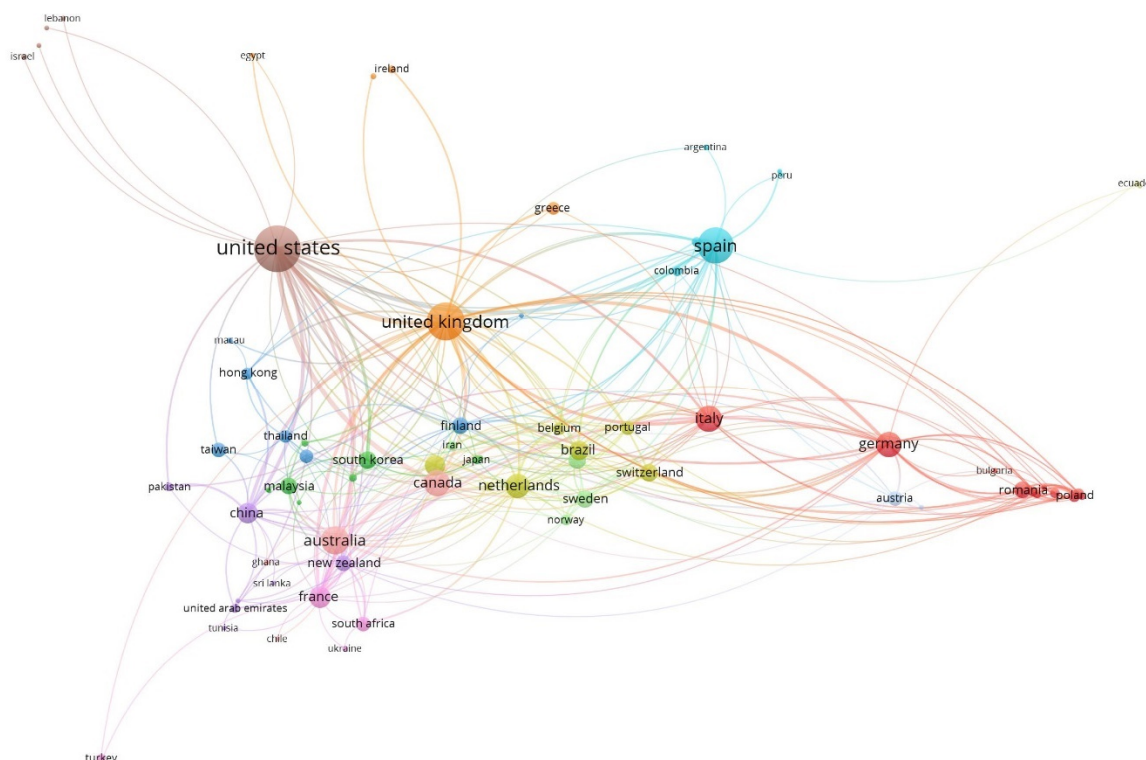 lebanon
israel
egypt
ireland
argentina
peru
ecuad
greece
united states
spain
colombia
united kingdom
macau
hong kong
italy
finland
belgium
portugal
thailand
germany
taiwan
iran
brazil
south korea
japan
switzerland
bulgaria
canada
netherlands
pakistan
malaysia
romania
poland
sweden
austria
china
norway
australia
new zealand
ghana
sri lanka
france
united arab emirates
south africa
tunisia
chile
ukraine
turkey